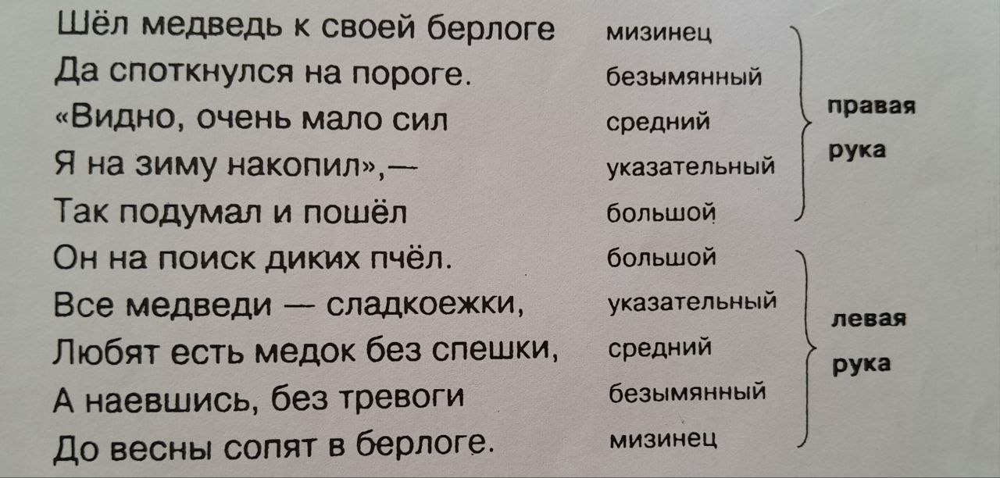 Шёл медведь к своей берлоге мизинец
Да споткнулся на пороге. безымянный
«Видно, очень мало сил средний
Я на зиму накопил»,— указательный
Так подумал и пошёл большой
правая
рука
Он на поиск диких пчёл. большой
Все медведи — сладкоежки, указательный
Любят есть медок без спешки, средний
А наевшись, без тревоги безымянный
До весны сопят в берлоге. мизинец
левая
рука